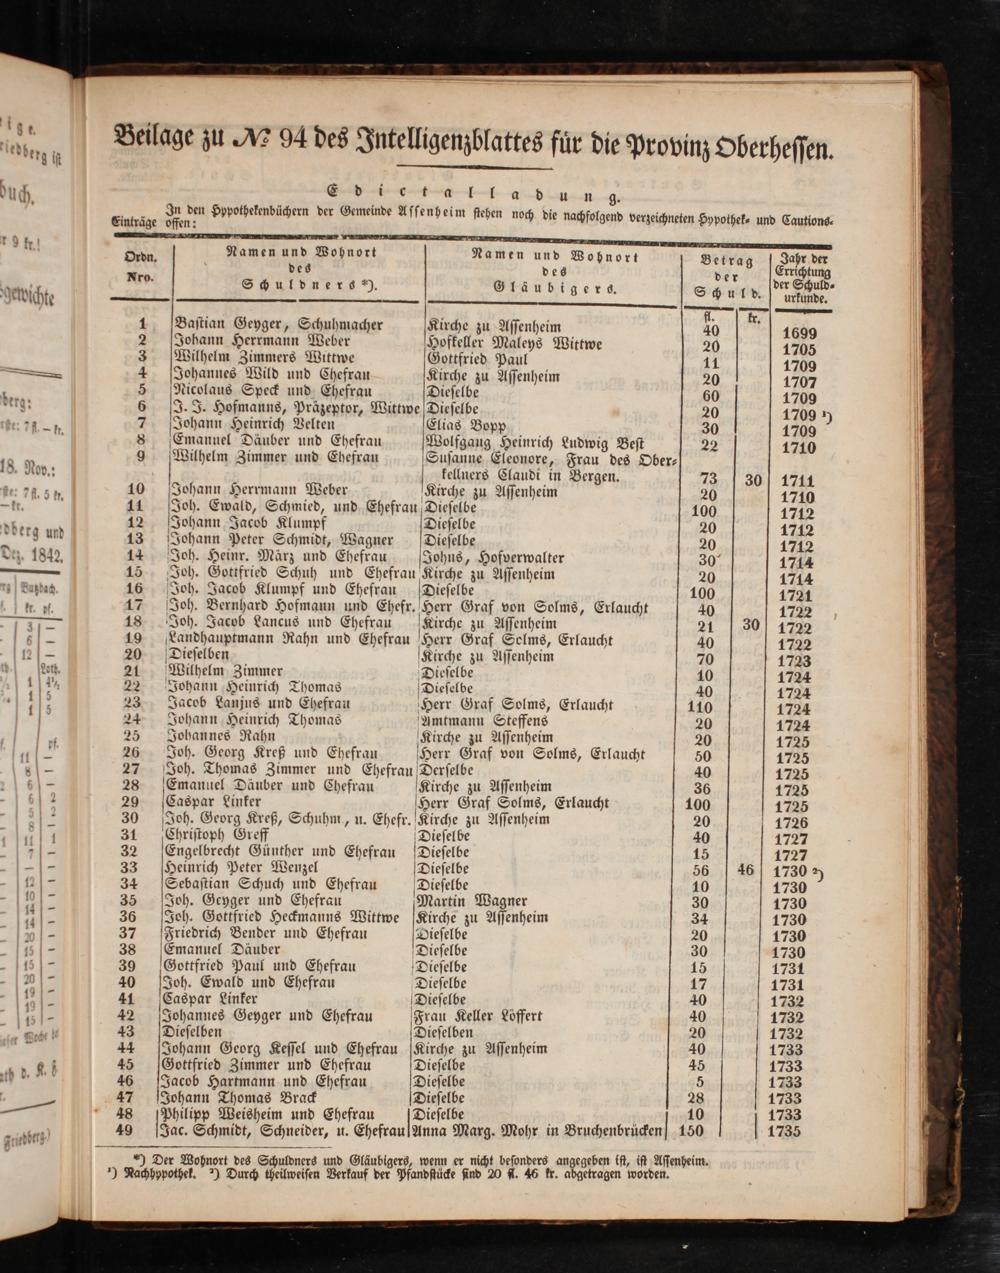 Beilage zu № 94 des Intelligenzblattes für die Provinz Oberhessen.
Edictalladung.
In den Hypothekenbüchern der Gemeinde Assenheim stehen noch die nachfolgend verzeichneten Hypothek- und Cautions-
Einträge offen:
Ordn. Nro. | Namen und Wohnort des Schuldners *). | Namen und Wohnort des Gläubigers. | Betrag der Schuld. | Jahr der Errichtung der Schuld-urkunde.
fl. kr.
1 Bastian Geyger, Schuhmacher Kirche zu Assenheim 40 1699
2 Johann Herrmann Weber Hofkeller Maleys Wittwe 20 1705
3 Wilhelm Zimmers Wittwe Gottfried Paul 11 1709
4 Johannes Wild und Ehefrau Kirche zu Assenheim 20 1707
5 Nicolaus Speck und Ehefrau Dieselbe 60 1709
6 J. J. Hofmanns, Präzeptor, Wittwe Dieselbe 20 1709 ¹)
7 Johann Heinrich Velten Elias Bopp 30 1709
8 Emanuel Däuber und Ehefrau Wolfgang Heinrich Ludwig Best 22 1710
9 Wilhelm Zimmer und Ehefrau Susanne Eleonore, Frau des Ober-
kellners Claudi in Bergen. 73 30 1711
10 Johann Herrmann Weber Kirche zu Assenheim 20 1710
11 Joh. Ewald, Schmied, und Ehefrau Dieselbe 100 1712
12 Johann Jacob Klumpf Dieselbe 20 1712
13 Johann Peter Schmidt, Wagner Dieselbe 20 1712
14 Joh. Heinr. März und Ehefrau Johns, Hofverwalter 30 1714
15 Joh. Gottfried Schuh und Ehefrau Kirche zu Assenheim 20 1714
16 Joh. Jacob Klumpf und Ehefrau Dieselbe 100 1721
17 Joh. Bernhard Hofmann und Ehefr. Herr Graf von Solms, Erlaucht 40 1722
18 Joh. Jacob Lancus und Ehefrau Kirche zu Assenheim 21 30 1722
19 Landhauptmann Rahn und Ehefrau Herr Graf Solms, Erlaucht 40 1722
20 Dieselben Kirche zu Assenheim 70 1723
21 Wilhelm Zimmer Dieselbe 10 1724
22 Johann Heinrich Thomas Dieselbe 40 1724
23 Jacob Lanjus und Ehefrau Herr Graf Solms, Erlaucht 110 1724
24 Johann Heinrich Thomas Amtmann Steffens 20 1724
25 Johannes Rahn Kirche zu Assenheim 20 1725
26 Joh. Georg Kreß und Ehefrau Herr Graf von Solms, Erlaucht 50 1725
27 Joh. Thomas Zimmer und Ehefrau Derselbe 40 1725
28 Emanuel Däuber und Ehefrau Kirche zu Assenheim 36 1725
29 Caspar Linker Herr Graf Solms, Erlaucht 100 1725
30 Joh. Georg Kreß, Schuhm., u. Ehefr. Kirche zu Assenheim 20 1726
31 Christoph Greff Dieselbe 40 1727
32 Engelbrecht Günther und Ehefrau Dieselbe 15 1727
33 Heinrich Peter Wenzel Dieselbe 56 46 1730 ²)
34 Sebastian Schuch und Ehefrau Dieselbe 10 1730
35 Joh. Geyger und Ehefrau Martin Wagner 30 1730
36 Joh. Gottfried Heckmanns Wittwe Kirche zu Assenheim 34 1730
37 Friedrich Bender und Ehefrau Dieselbe 20 1730
38 Emanuel Däuber Dieselbe 30 1730
39 Gottfried Paul und Ehefrau Dieselbe 15 1731
40 Joh. Ewald und Ehefrau Dieselbe 17 1731
41 Caspar Linker Dieselbe 40 1732
42 Johannes Geyger und Ehefrau Frau Keller Löffert 40 1732
43 Dieselben Dieselben 20 1732
44 Johann Georg Kessel und Ehefrau Kirche zu Assenheim 40 1733
45 Gottfried Zimmer und Ehefrau Dieselbe 45 1733
46 Jacob Hartmann und Ehefrau Dieselbe 5 1733
47 Johann Thomas Brack Dieselbe 28 1733
48 Philipp Weisheim und Ehefrau Dieselbe 10 1733
49 Jac. Schmidt, Schneider, u. Ehefrau Anna Marg. Mohr in Bruchenbrücken 150 1735
*) Der Wohnort des Schuldners und Gläubigers, wenn er nicht besonders angegeben ist, ist Assenheim.
¹) Nachhypothek. ²) Durch theilweisen Verkauf der Pfandstücke sind 20 fl. 46 kr. abgetragen worden.